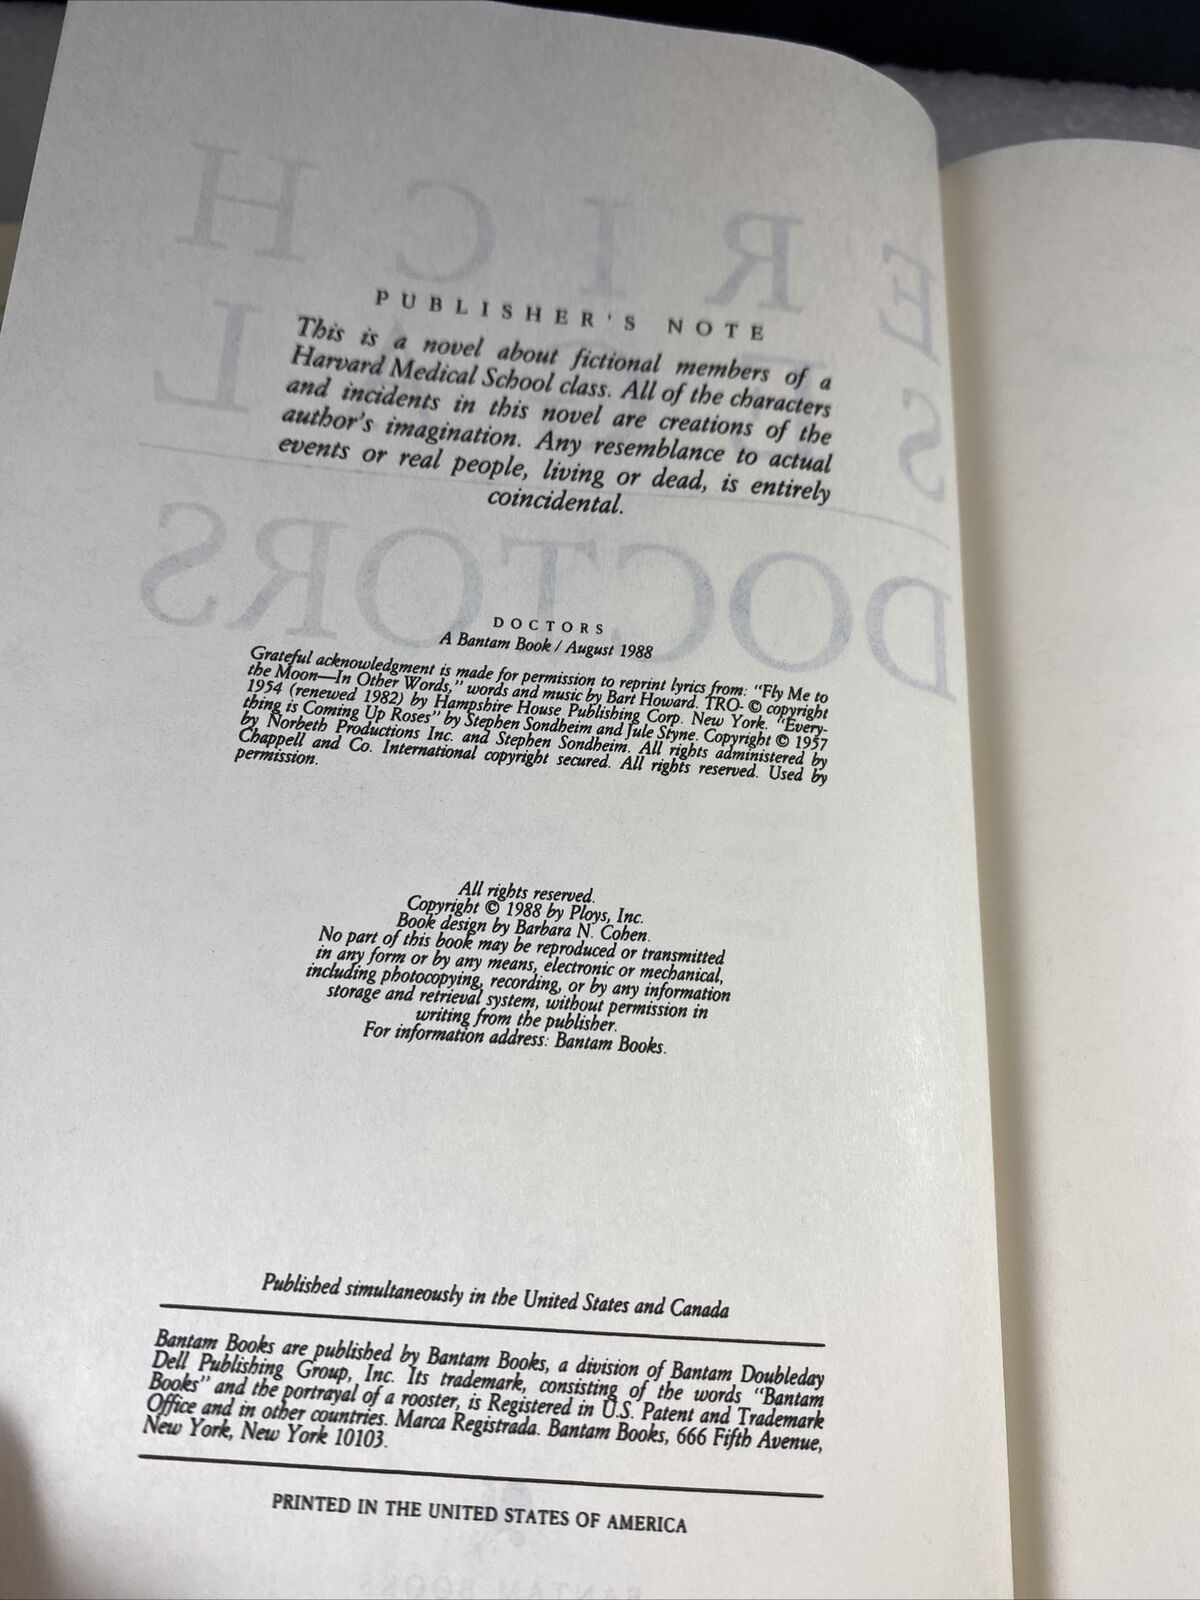 PUBLISHER'S NOTE
This is a novel about fictional members of a
Harvard Medical School class. All of the characters
and incidents in this novel are creations of the
author's imagination. Any resemblance to actual
events or real people, living or dead, is entirely
coincidental.
DOCTORS
A Bantam Book / August 1988
Grateful acknowledgment is made for permission to reprint lyrics from: "Fly Me to
the Moon—In Other Words," words and music by Bart Howard. TRO- © copyright
1954 (renewed 1982) by Hampshire House Publishing Corp. New York. "Every-
thing is Coming Up Roses" by Stephen Sondheim and Jule Styne. Copyright © 1957
by Norbeth Productions Inc. and Stephen Sondheim. All rights administered by
Chappell and Co. International copyright secured. All rights reserved. Used by
permission.
All rights reserved.
Copyright © 1988 by Ploys, Inc.
Book design by Barbara N. Cohen.
No part of this book may be reproduced or transmitted
in any form or by any means, electronic or mechanical,
including photocopying, recording, or by any information
storage and retrieval system, without permission in
writing from the publisher.
For information address: Bantam Books.
Published simultaneously in the United States and Canada
Bantam Books are published by Bantam Books, a division of Bantam Doubleday
Dell Publishing Group, Inc. Its trademark, consisting of the words "Bantam
Books" and the portrayal of a rooster, is Registered in U.S. Patent and Trademark
Office and in other countries. Marca Registrada. Bantam Books, 666 Fifth Avenue,
New York, New York 10103.
PRINTED IN THE UNITED STATES OF AMERICA